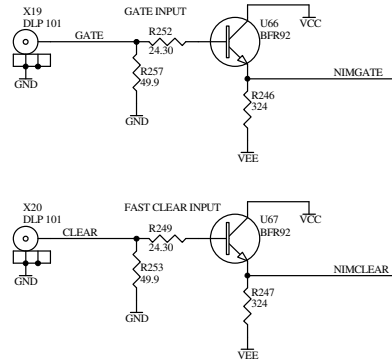 X19
DLP 101
GATE INPUT
GATE
R252
24.30
U66
BFR92
VCC
GND
R257
49.9
GND
NIMGATE
R246
324
VEE
X20
DLP 101
FAST CLEAR INPUT
CLEAR
R249
24.30
U67
BFR92
VCC
GND
R253
49.9
GND
NIMCLEAR
R247
324
VEE